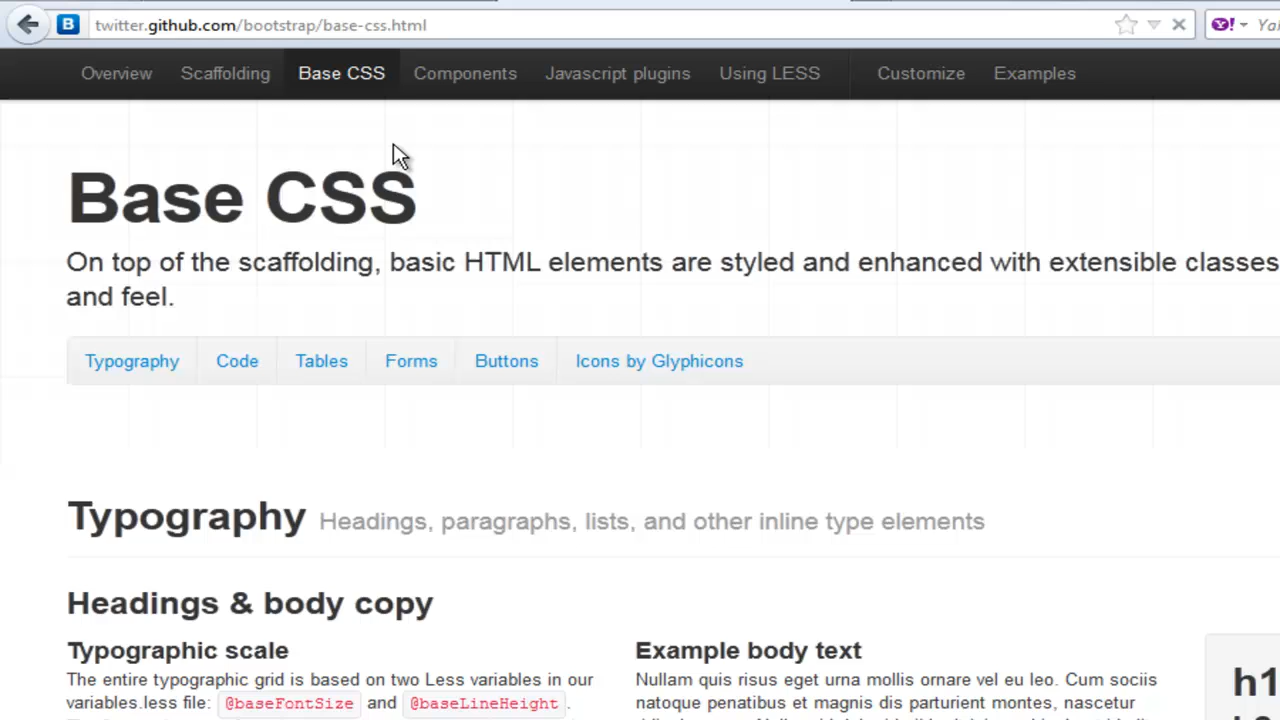 twitter.github.com/bootstrap/base-css.html
Overview Scaffolding Base CSS Components Javascript plugins Using LESS Customize Examples
Base CSS
On top of the scaffolding, basic HTML elements are styled and enhanced with extensible classes
and feel.
Typography Code Tables Forms Buttons Icons by Glyphicons
Typography Headings, paragraphs, lists, and other inline type elements
Headings & body copy
Typographic scale
The entire typographic grid is based on two Less variables in our
variables.less file: @baseFontSize and @baseLineHeight.
Example body text
Nullam quis risus eget urna mollis ornare vel eu leo. Cum sociis
natoque penatibus et magnis dis parturient montes, nascetur
h1